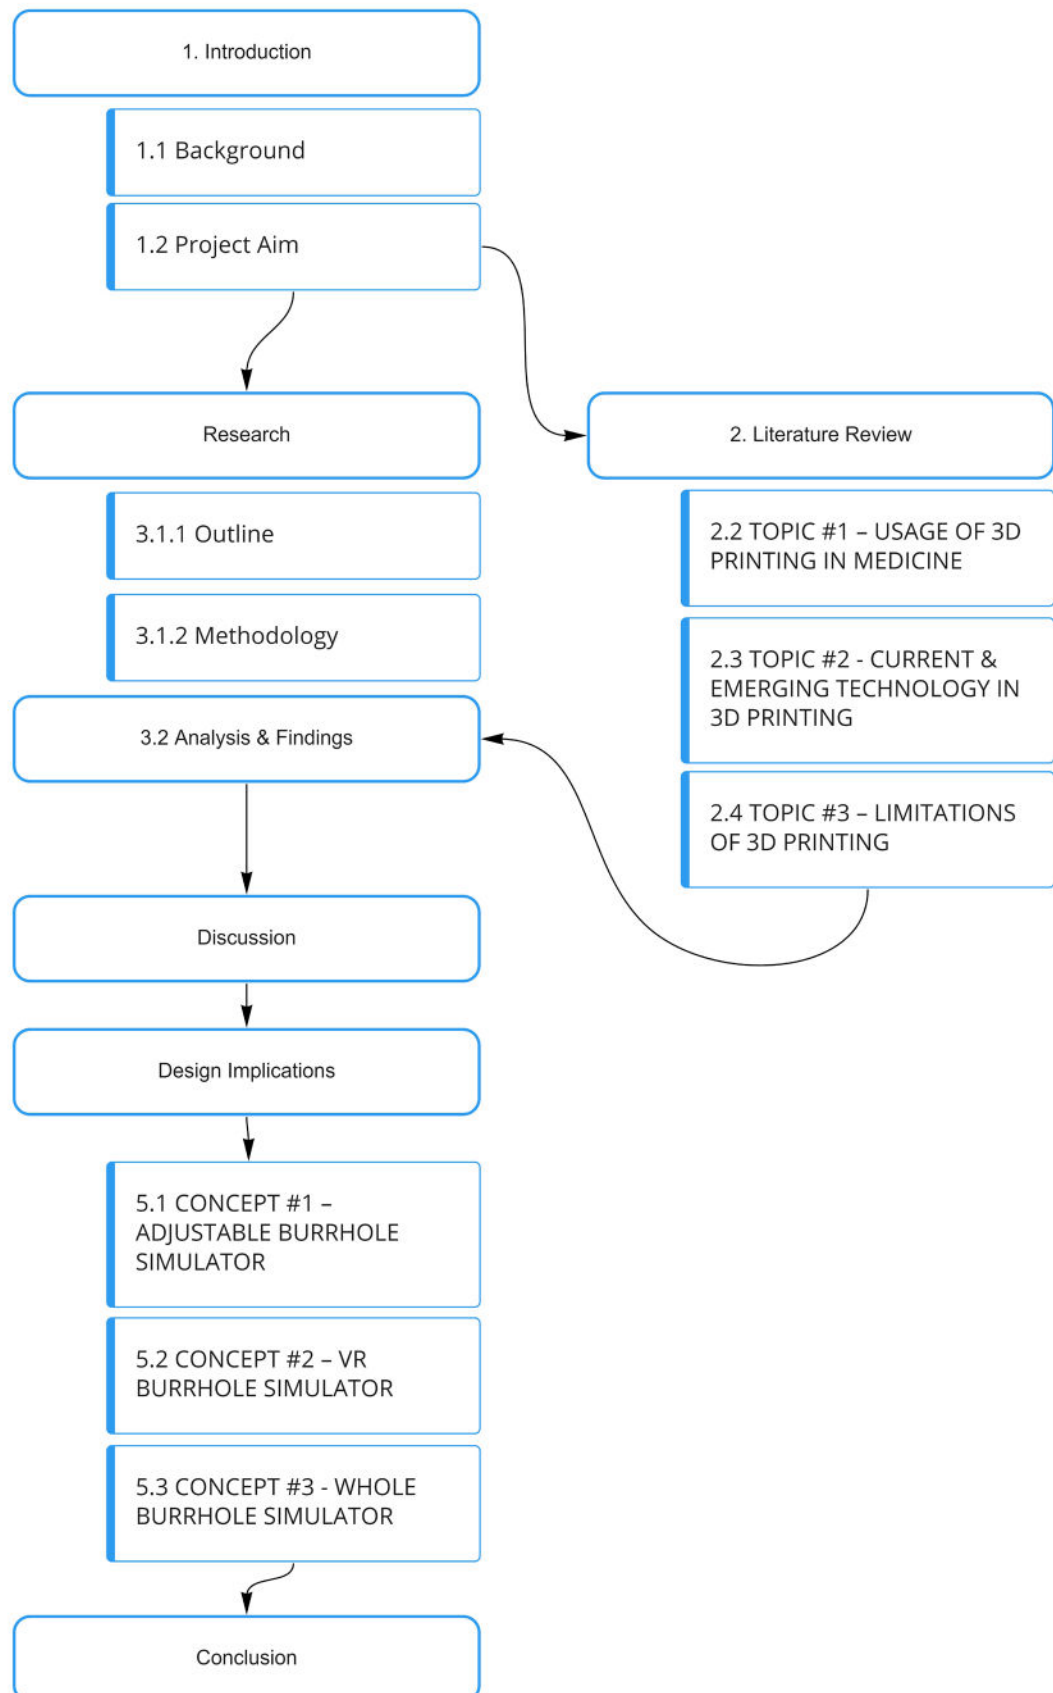 1. Introduction
1.1 Background
1.2 Project Aim
Research
3.1.1 Outline
3.1.2 Methodology
2. Literature Review
2.2 TOPIC #1 – USAGE OF 3D
PRINTING IN MEDICINE
2.3 TOPIC #2 - CURRENT &
EMERGING TECHNOLOGY IN
3D PRINTING
2.4 TOPIC #3 – LIMITATIONS
OF 3D PRINTING
3.2 Analysis & Findings
Discussion
Design Implications
5.1 CONCEPT #1 –
ADJUSTABLE BURRHOLE
SIMULATOR
5.2 CONCEPT #2 – VR
BURRHOLE SIMULATOR
5.3 CONCEPT #3 - WHOLE
BURRHOLE SIMULATOR
Conclusion